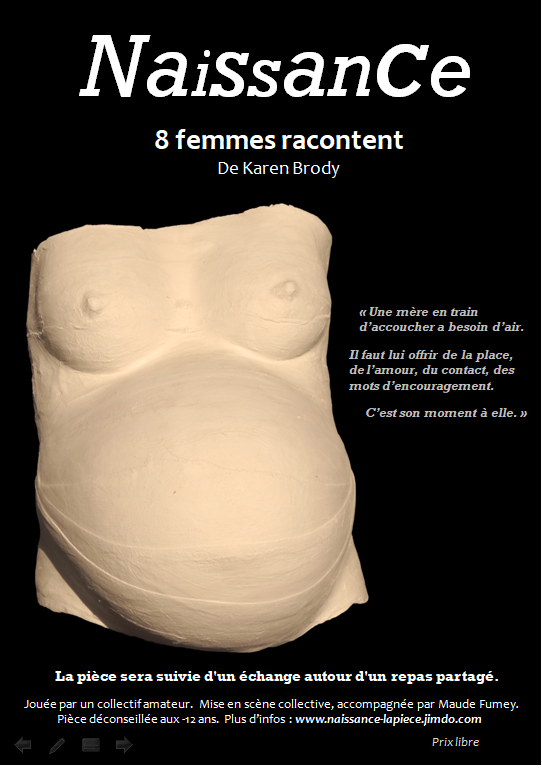 Naissance
8 femmes racontent
De Karen Brody
« Une mère en train
d'accoucher a besoin d'air.
Il faut lui offrir de la place,
de l'amour, du contact, des
mots d'encouragement.
C'est son moment à elle. »
La pièce sera suivie d'un échange autour d'un repas partagé.
Jouée par un collectif amateur. Mise en scène collective, accompagnée par Maude Fumey.
Pièce déconseillée aux -12 ans. Plus d'infos : www.naissance-lapiece.jimdo.com
Prix libre